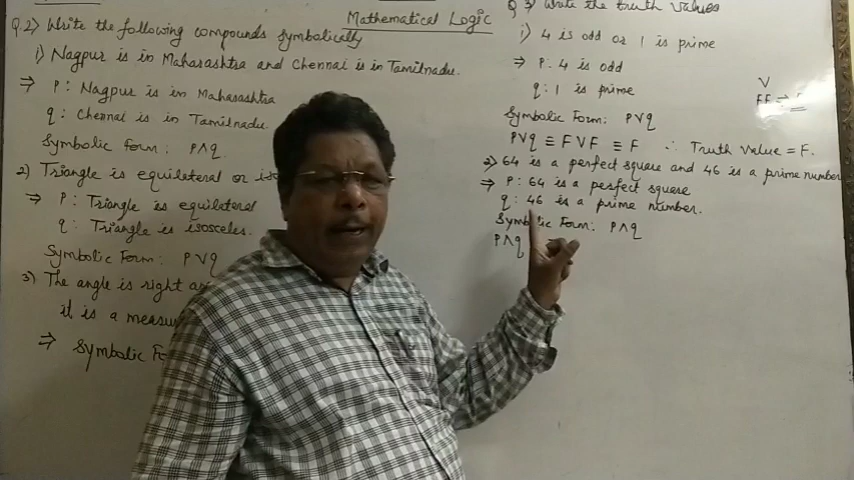 Mathematical Logic
Q.2) Write the following compounds symbolically
i) Nagpur is in Maharashtra and Chennai is in Tamilnadu.
⇒ P: Nagpur is in Maharashtra
q: Chennai is in Tamilnadu.
Symbolic form: P∧q.
2) Triangle is equilateral or
⇒ P: Triangle is equilateral
q: Triangle is isosceles.
Symbolic Form: P∨q
3) The angle is right
it is a
⇒ Symbolic
Q 3) Write the truth values
i) 4 is odd or 1 is prime
⇒ P: 4 is odd
q: 1 is prime
V
FF → F
Symbolic Form: P∨q
P∨q ≡ F∨F ≡ F ∴ Truth Value = F.
2) 64 is a perfect square and 46 is a prime number
⇒ P: 64 is a perfect square
q: 46 is a prime number.
Symbolic Form: P∧q
P∧q